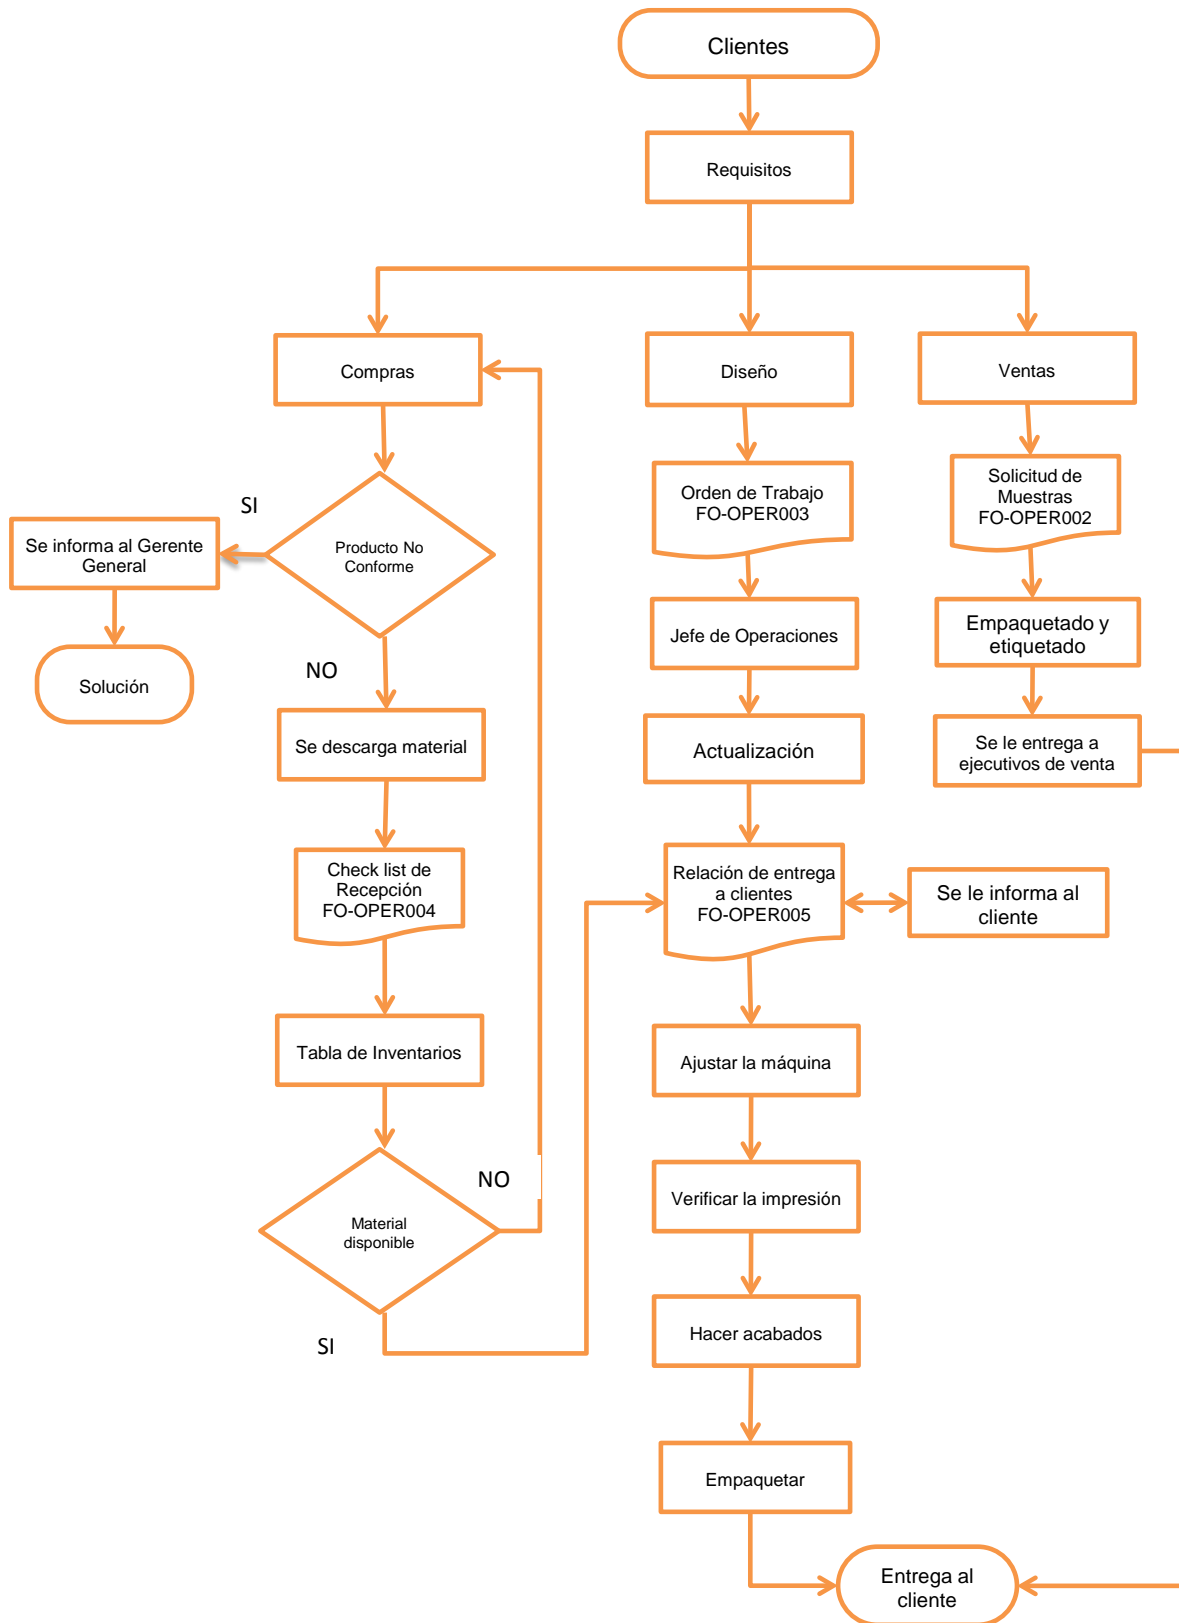 Clientes
Requisitos
Compras
Diseño
Ventas
SI
Producto No
Conforme
Se informa al Gerente
General
Solución
NO
Se descarga material
Check list de
Recepción
FO-OPER004
Tabla de Inventarios
NO
Material
disponible
SI
Orden de Trabajo
FO-OPER003
Jefe de Operaciones
Actualización
Relación de entrega
a clientes
FO-OPER005
Se le informa al
cliente
Ajustar la máquina
Verificar la impresión
Hacer acabados
Empaquetar
Solicitud de
Muestras
FO-OPER002
Empaquetado y
etiquetado
Se le entrega a
ejecutivos de venta
Entrega al
cliente